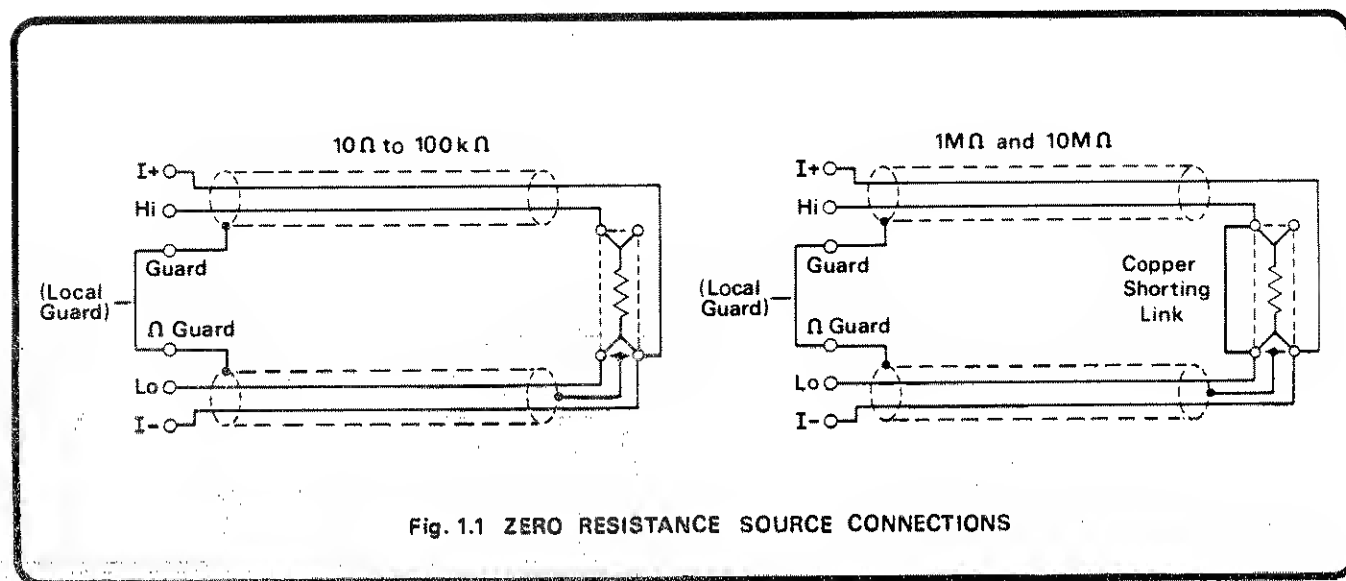 10Ω to 100kΩ
I+
Hi
Guard
(Local
Guard)
Ω Guard
Lo
I-
1MΩ and 10MΩ
I+
Hi
Guard
(Local
Guard)
Ω Guard
Lo
I-
Copper
Shorting
Link
Fig. 1.1 ZERO RESISTANCE SOURCE CONNECTIONS